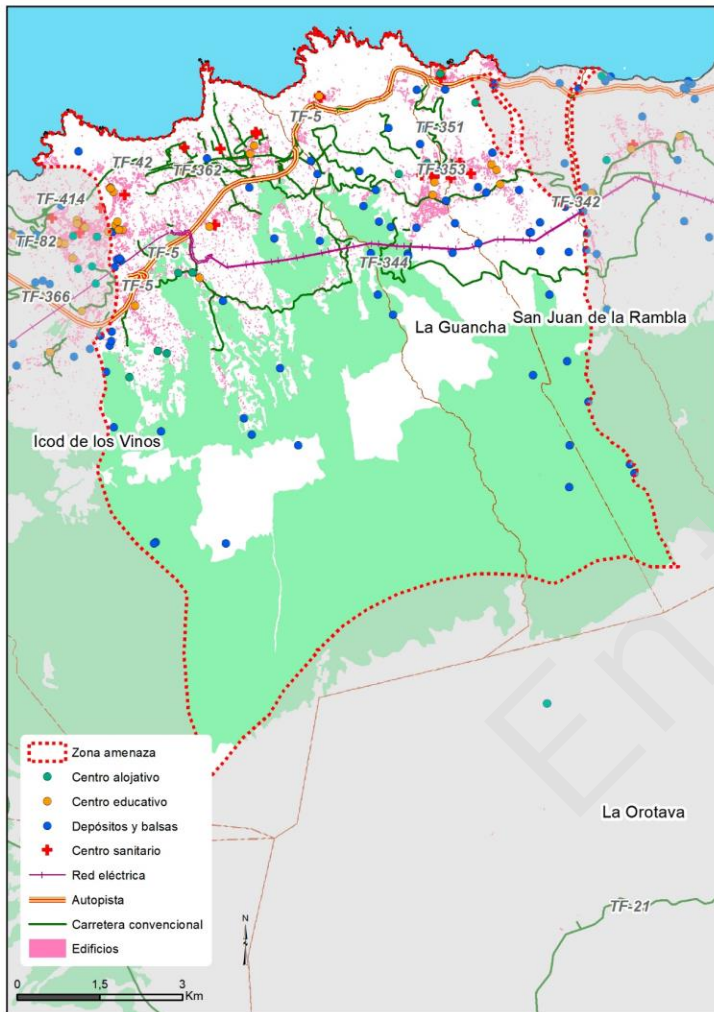 TF-5
TF-351
TF-42
TF-362
TF-353
TF-414
TF-342
TF-82
TF-5
TF-344
TF-5
TF-366
San Juan de la Rambla
La Guancha
Icod de los Vinos
En
La Orotava
TF-21
Zona amenaza
Centro alojativo
Centro educativo
Depósitos y balsas
Centro sanitario
Red eléctrica
Autopista
Carretera convencional
Edificios
N
0 1,5 3
Km